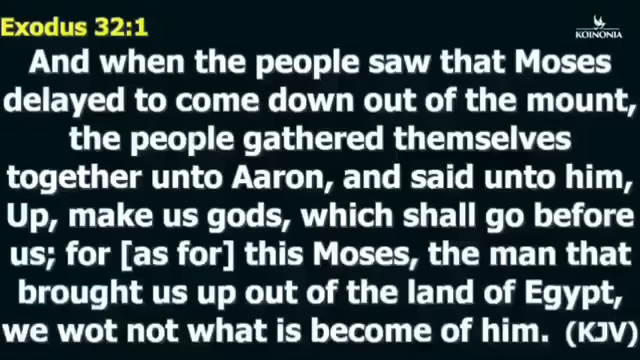 Exodus 32:1
KOINONIA
And when the people saw that Moses
delayed to come down out of the mount,
the people gathered themselves
together unto Aaron, and said unto him,
Up, make us gods, which shall go before
us; for [as for] this Moses, the man that
brought us up out of the land of Egypt,
we wot not what is become of him. (KJV)